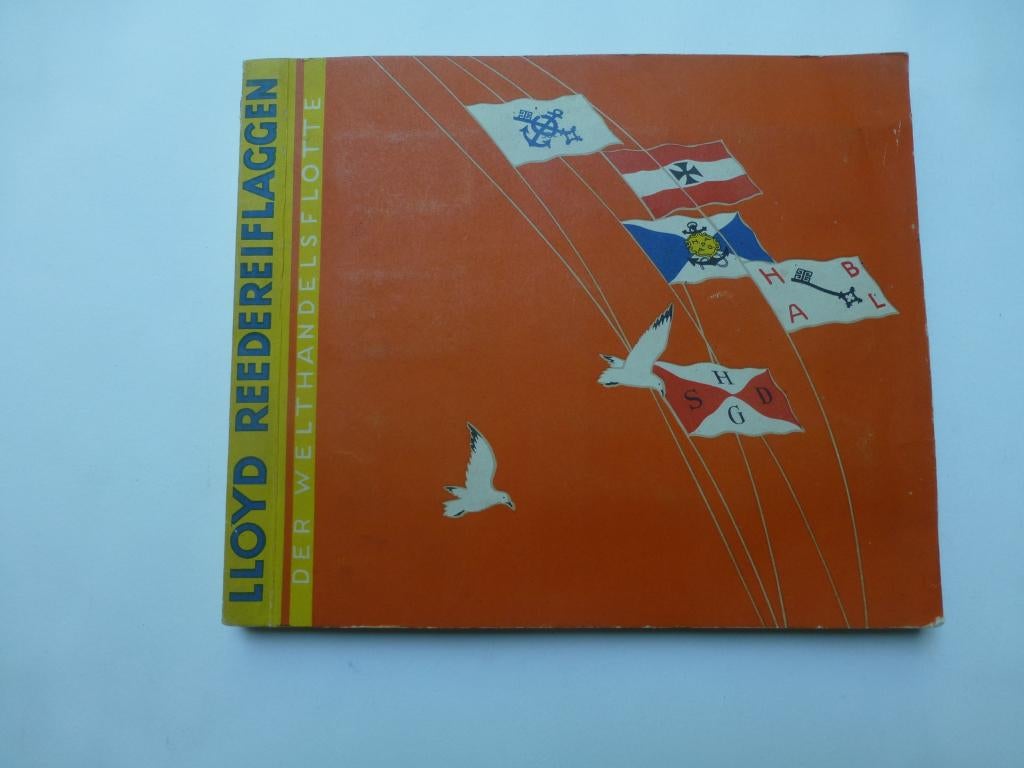 LLOYD REEDEREIFLAGGEN
DER WELTHANDELSFLOTTE
H B
A L
H
S D
G